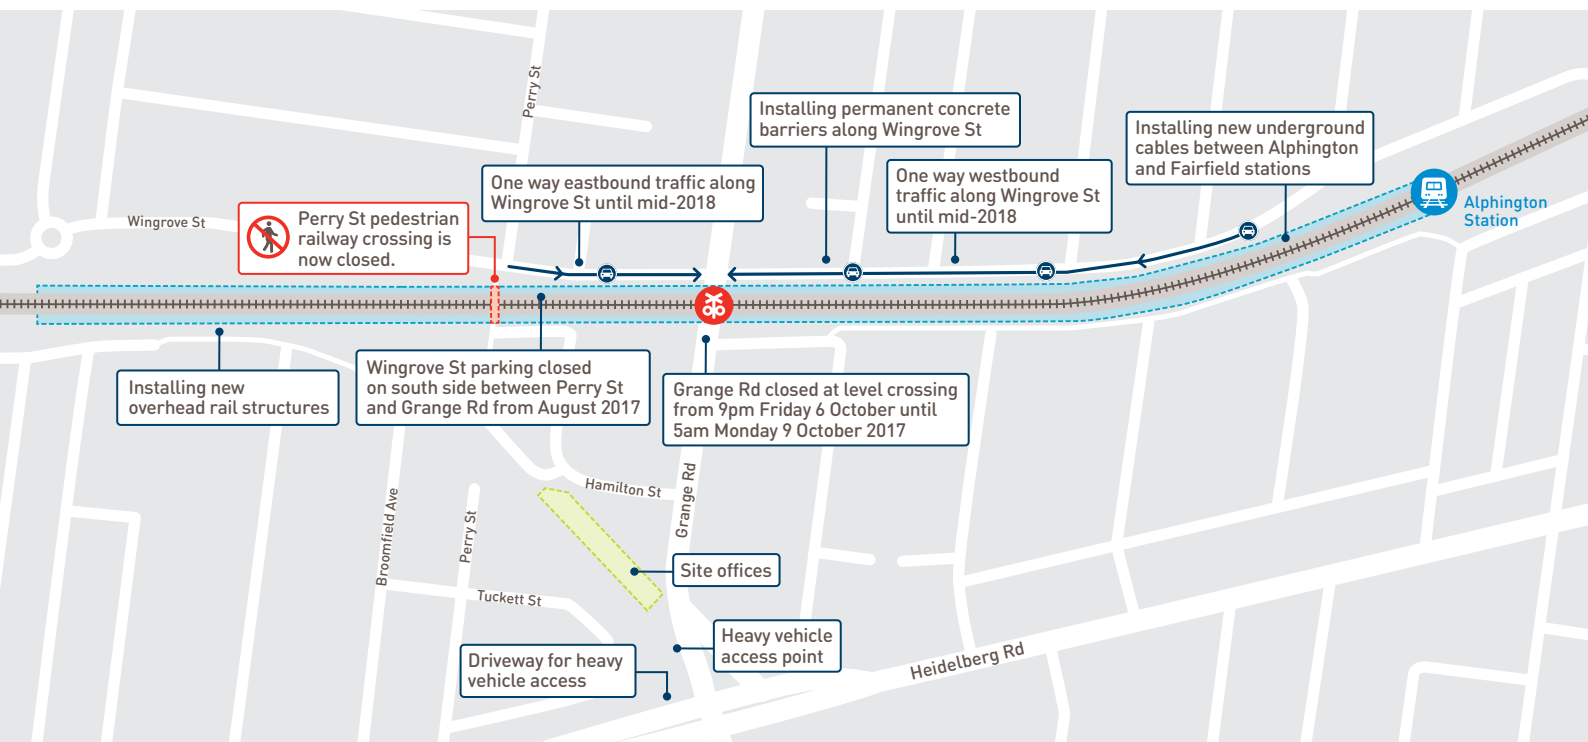 Perry St
Installing permanent concrete
barriers along Wingrove St
Installing new underground
cables between Alphington
and Fairfield stations
One way eastbound traffic along
Wingrove St until mid-2018
One way westbound
traffic along Wingrove St
until mid-2018
Alphington
Station
Wingrove St
Perry St pedestrian
railway crossing is
now closed.
Installing new
overhead rail structures
Wingrove St parking closed
on south side between Perry St
and Grange Rd from August 2017
Grange Rd closed at level crossing
from 9pm Friday 6 October until
5am Monday 9 October 2017
Hamilton St
Grange Rd
Broomfield Ave
Perry St
Tuckett St
Site offices
Heavy vehicle
access point
Driveway for heavy
vehicle access
Heidelberg Rd